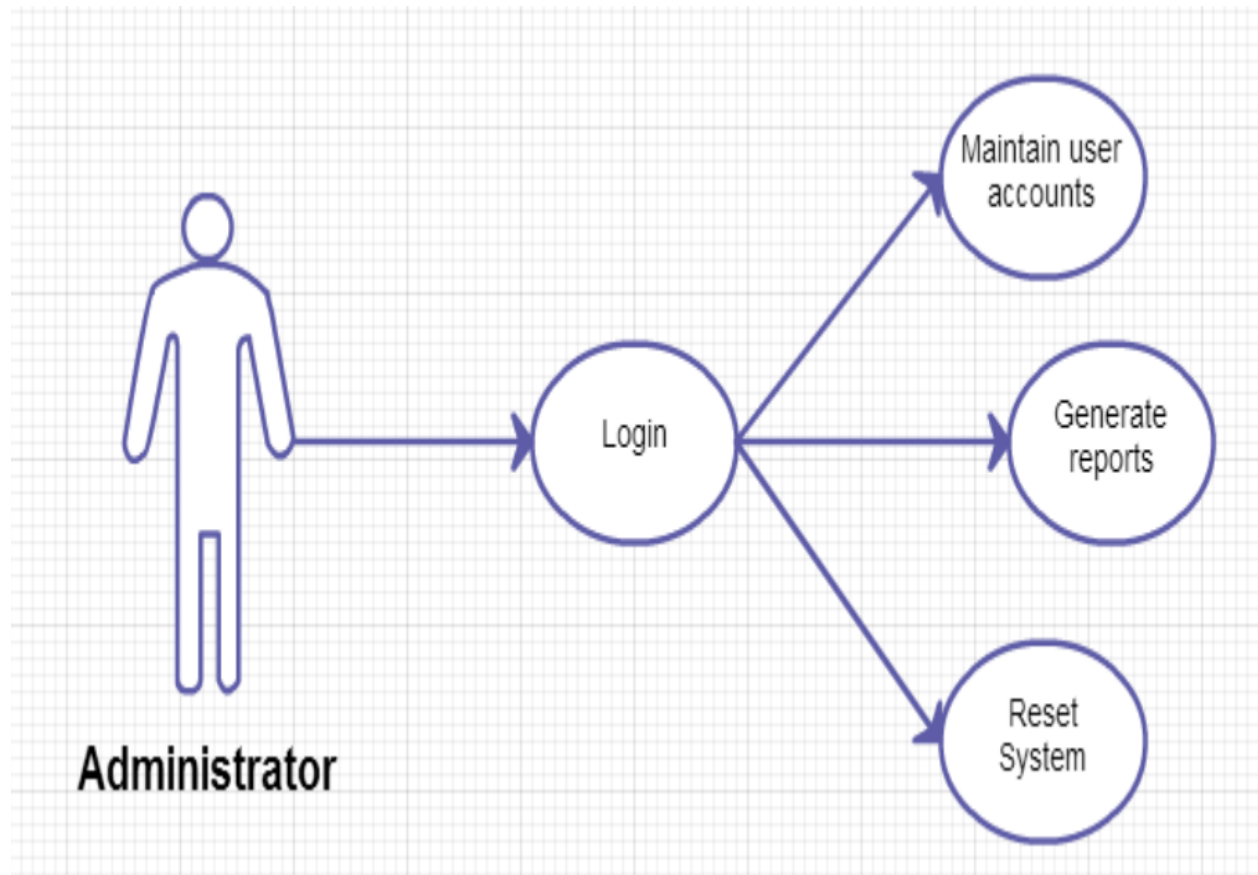 Maintain user
accounts
Login
Generate
reports
Reset
System
Administrator